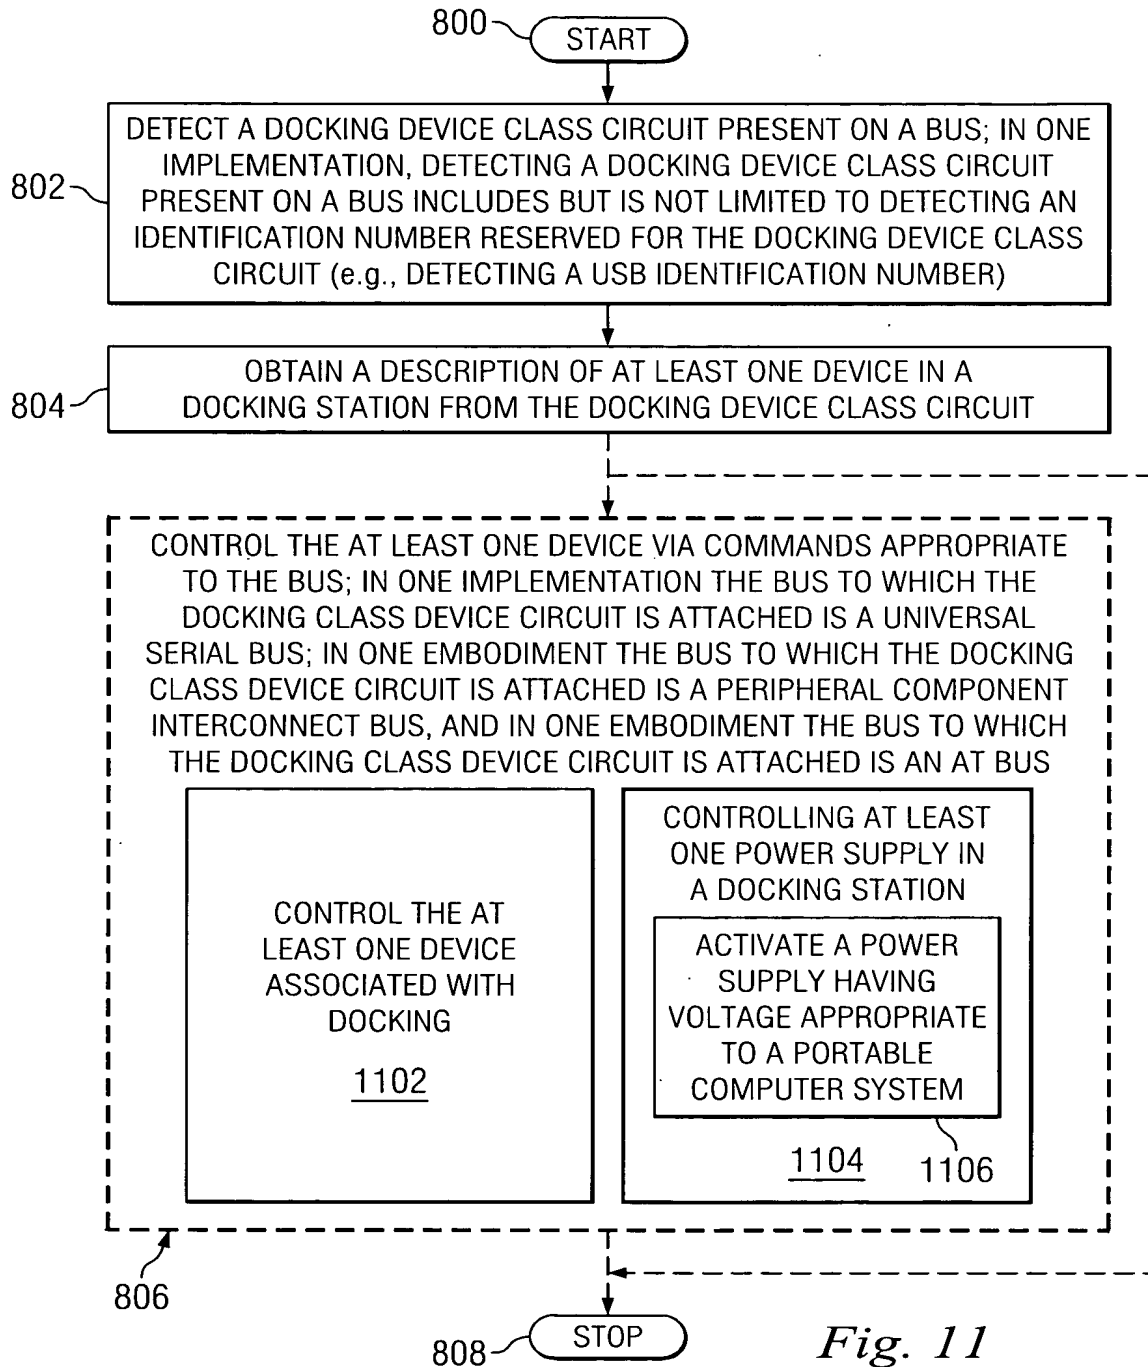 800
START
DETECT A DOCKING DEVICE CLASS CIRCUIT PRESENT ON A BUS; IN ONE
IMPLEMENTATION, DETECTING A DOCKING DEVICE CLASS CIRCUIT
PRESENT ON A BUS INCLUDES BUT IS NOT LIMITED TO DETECTING AN
IDENTIFICATION NUMBER RESERVED FOR THE DOCKING DEVICE CLASS
CIRCUIT (e.g., DETECTING A USB IDENTIFICATION NUMBER)
802
OBTAIN A DESCRIPTION OF AT LEAST ONE DEVICE IN A
DOCKING STATION FROM THE DOCKING DEVICE CLASS CIRCUIT
804
CONTROL THE AT LEAST ONE DEVICE VIA COMMANDS APPROPRIATE
TO THE BUS; IN ONE IMPLEMENTATION THE BUS TO WHICH THE
DOCKING CLASS DEVICE CIRCUIT IS ATTACHED IS A UNIVERSAL
SERIAL BUS; IN ONE EMBODIMENT THE BUS TO WHICH THE DOCKING
CLASS DEVICE CIRCUIT IS ATTACHED IS A PERIPHERAL COMPONENT
INTERCONNECT BUS, AND IN ONE EMBODIMENT THE BUS TO WHICH
THE DOCKING CLASS DEVICE CIRCUIT IS ATTACHED IS AN AT BUS
CONTROL THE AT
LEAST ONE DEVICE
ASSOCIATED WITH
DOCKING
1102
CONTROLLING AT LEAST
ONE POWER SUPPLY IN
A DOCKING STATION
ACTIVATE A POWER
SUPPLY HAVING
VOLTAGE APPROPRIATE
TO A PORTABLE
COMPUTER SYSTEM
1104
1106
806
808
STOP
Fig. 11